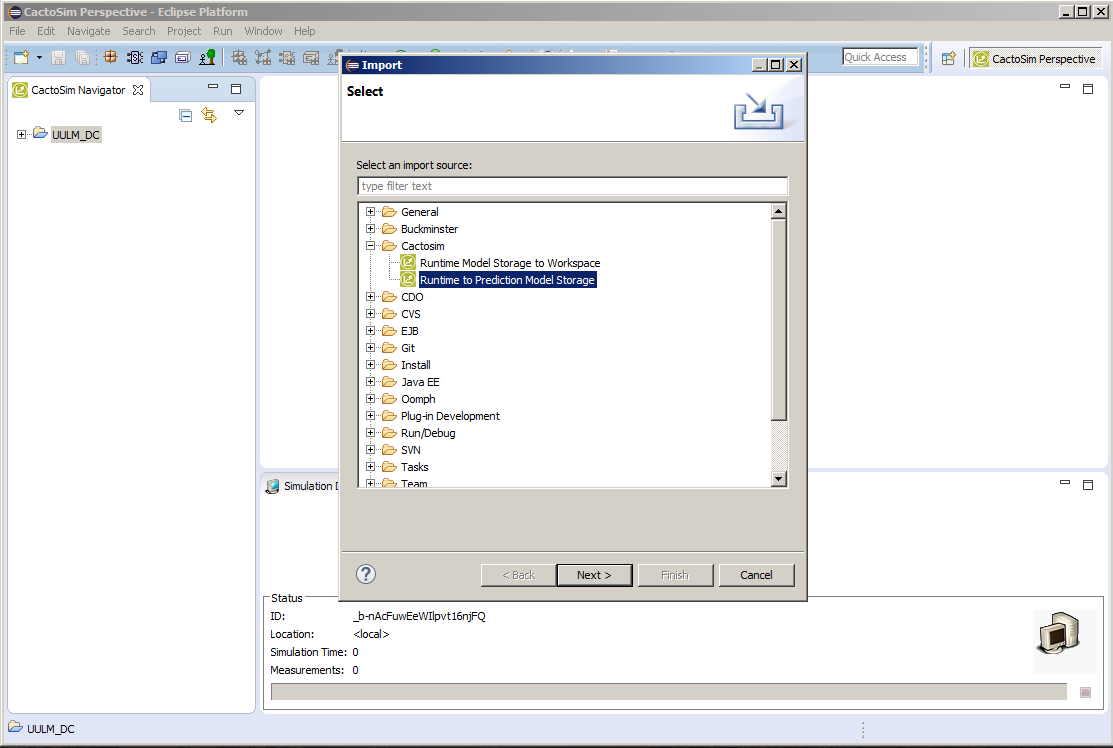 CactoSim Perspective - Eclipse Platform
File Edit Navigate Search Project Run Window Help
Quick Access
CactoSim Perspective
CactoSim Navigator
UULM_DC
Import
Select
Select an import source:
type filter text
General
Buckminster
Cactosim
Runtime Model Storage to Workspace
Runtime to Prediction Model Storage
CDO
CVS
EJB
Git
Install
Java EE
Oomph
Plug-in Development
Run/Debug
SVN
Tasks
Team
< Back Next > Finish Cancel
Simulation
Status
ID: _b-nAcFuwEeWIlpvt16njFQ
Location: <local>
Simulation Time: 0
Measurements: 0
UULM_DC